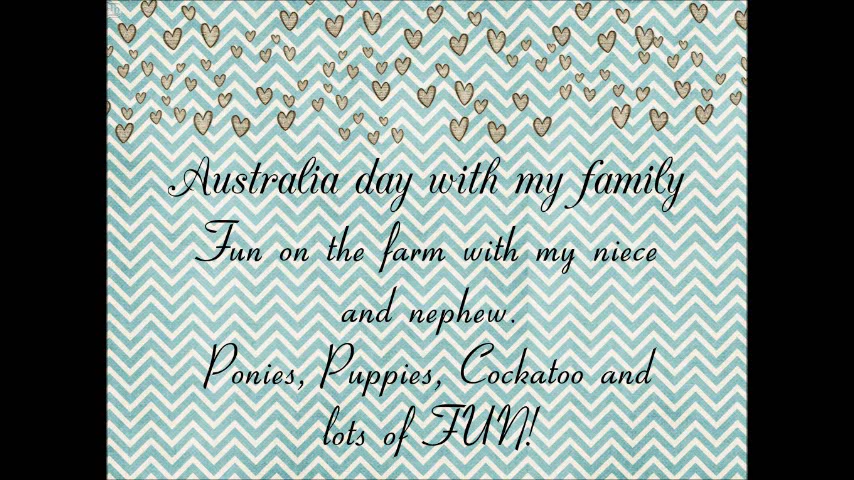 Australia day with my family
Fun on the farm with my niece
and nephew.
Ponies, Puppies, Cockatoo and
lots of FUN!